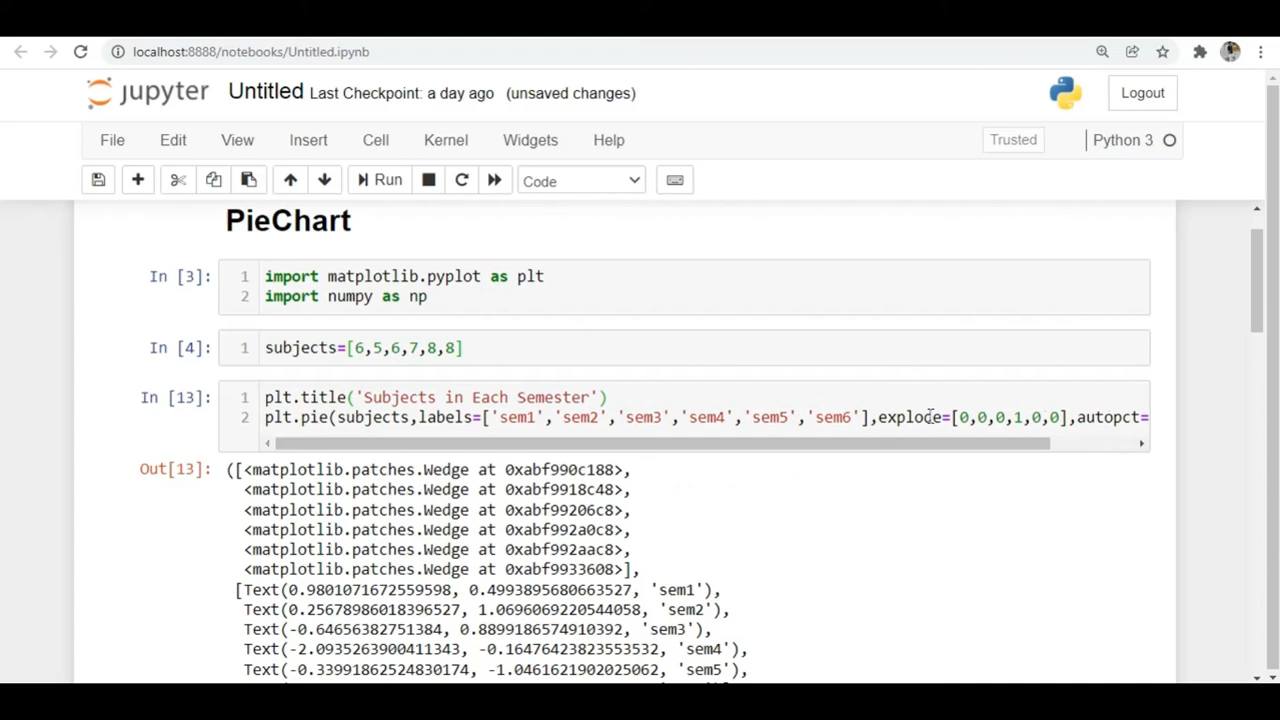 localhost:8888/notebooks/Untitled.ipynb
jupyter Untitled Last Checkpoint: a day ago (unsaved changes) Logout
File Edit View Insert Cell Kernel Widgets Help Trusted Python 3
Run Code
PieChart
In [3]: 1 import matplotlib.pyplot as plt
2 import numpy as np
In [4]: 1 subjects=[6,5,6,7,8,8]
In [13]: 1 plt.title('Subjects in Each Semester')
2 plt.pie(subjects,labels=['sem1','sem2','sem3','sem4','sem5','sem6'],explode=[0,0,0,1,0,0],autopct=
Out[13]: ([<matplotlib.patches.Wedge at 0xabf990c188>,
<matplotlib.patches.Wedge at 0xabf9918c48>,
<matplotlib.patches.Wedge at 0xabf99206c8>,
<matplotlib.patches.Wedge at 0xabf992a0c8>,
<matplotlib.patches.Wedge at 0xabf992aac8>,
<matplotlib.patches.Wedge at 0xabf9933608>],
[Text(0.9801071672559598, 0.4993895680663527, 'sem1'),
Text(0.25678986018396527, 1.0696069220544058, 'sem2'),
Text(-0.64656382751384, 0.8899186574910392, 'sem3'),
Text(-2.0935263900411343, -0.16476423823553532, 'sem4'),
Text(-0.33991862524830174, -1.0461621902025062, 'sem5'),